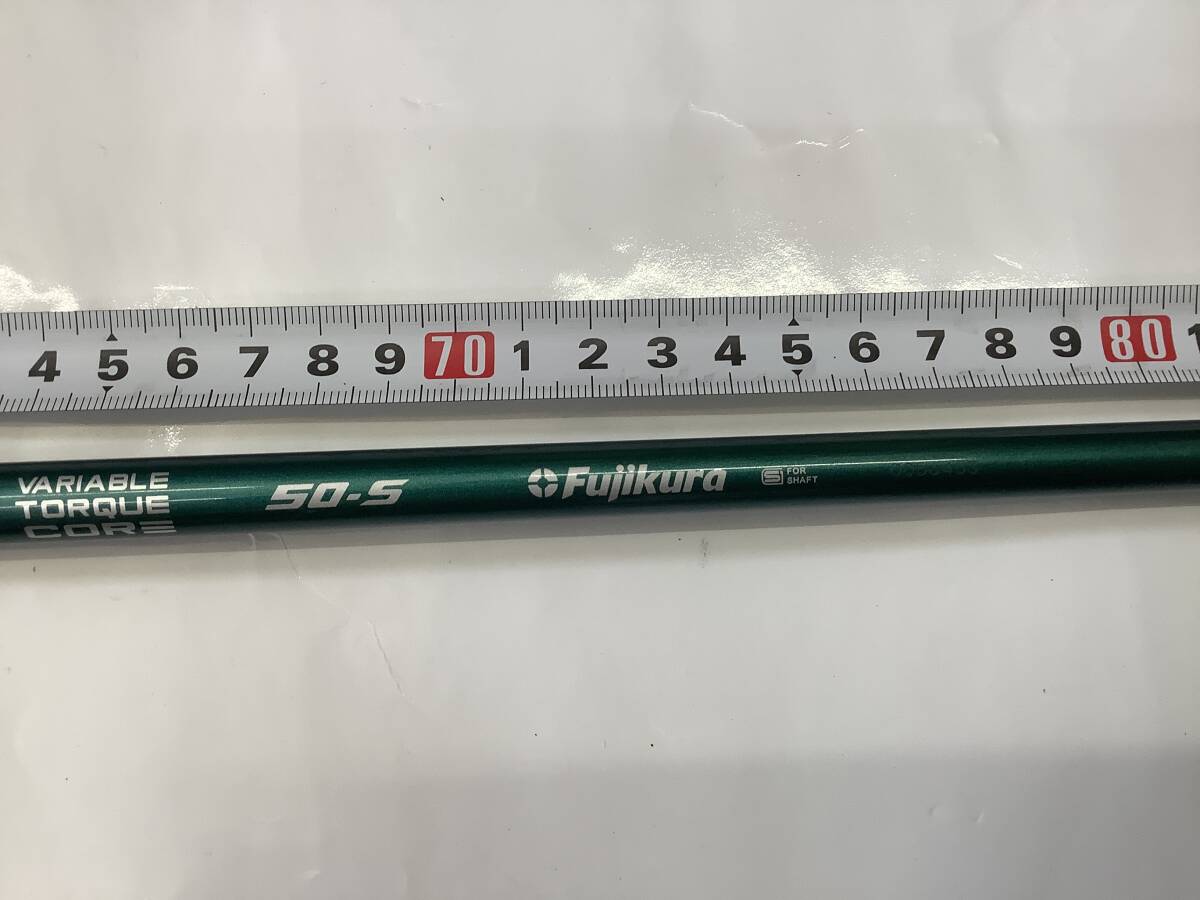 4 5 6 7 8 9 70 1 2 3 4 5 6 7 8 9 80 1
VARIABLE
TORQUE
CORE
50-S
Fujikura
FOR
SHAFT